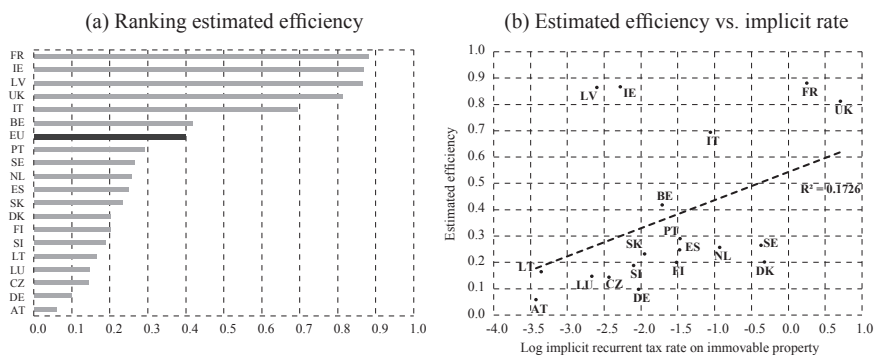 (a) Ranking estimated efficiency
FR
IE
LV
UK
IT
BE
EU
PT
SE
NL
ES
SK
DK
FI
SI
LT
LU
CZ
DE
AT
0.0 0.1 0.2 0.3 0.4 0.5 0.6 0.7 0.8 0.9 1.0
(b) Estimated efficiency vs. implicit rate
Estimated efficiency
1.0
0.9
0.8
0.7
0.6
0.5
0.4
0.3
0.2
0.1
0.0
LV IE FR
UK
IT
R² = 0.1726
BE
PT
SK ES SE
NL
LT SI FI DK
LU CZ
DE
AT
-4.0 -3.5 -3.0 -2.5 -2.0 -1.5 -1.0 -0.5 0.0 0.5 1.0
Log implicit recurrent tax rate on immovable property